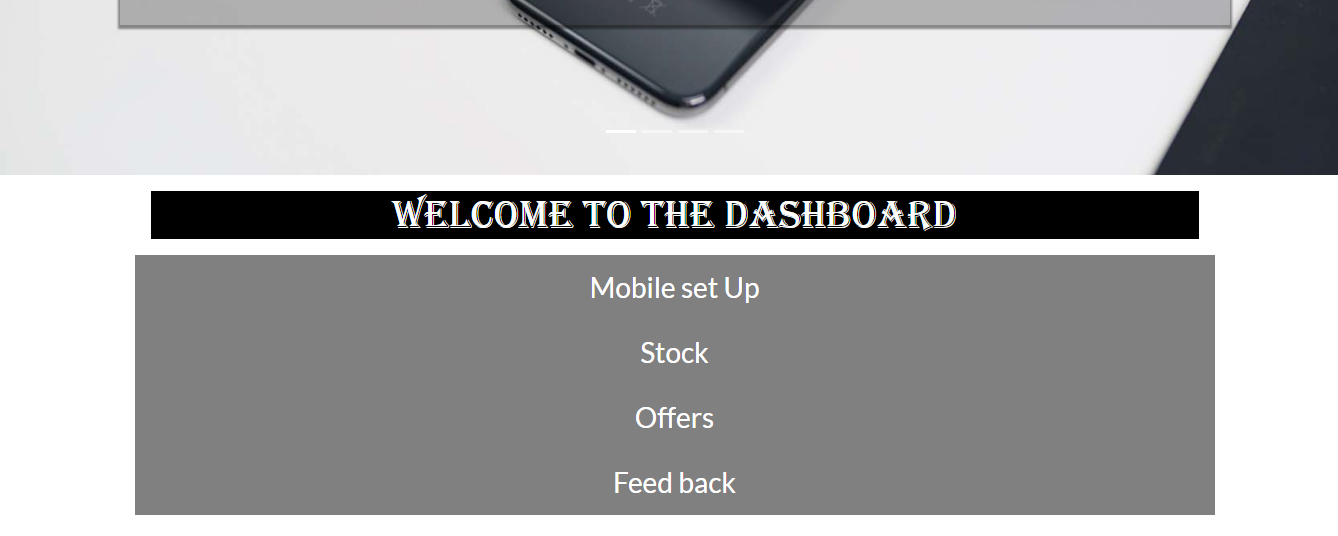 WELCOME TO THE DASHBOARD
Mobile set Up
Stock
Offers
Feed back